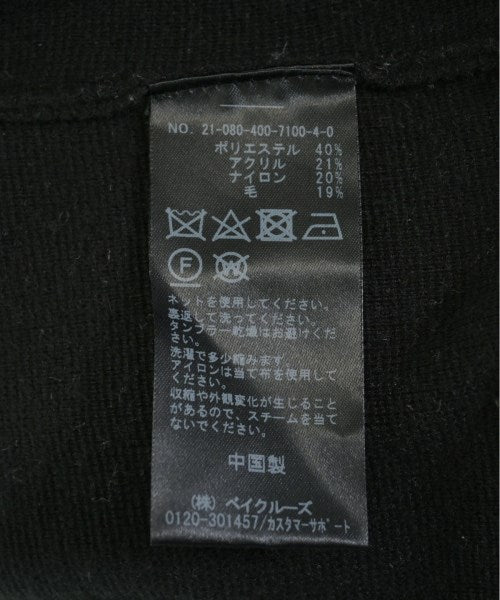 NO. 21-080-400-7100-4-0
ポリエステル 40%
アクリル 21%
ナイロン 20%
毛 19%
F
W
ネットを使用してください。
裏返して洗ってください。
タンブラー乾燥はお避けくだ
さい。
洗濯で多少縮みます。
アイロンは当て布を使用して
ください。
収縮や外観変化が生じること
があるので、スチームを当て
ないでください。
中国製
(株) ベイクルーズ
0120-301457/カスタマーサポート